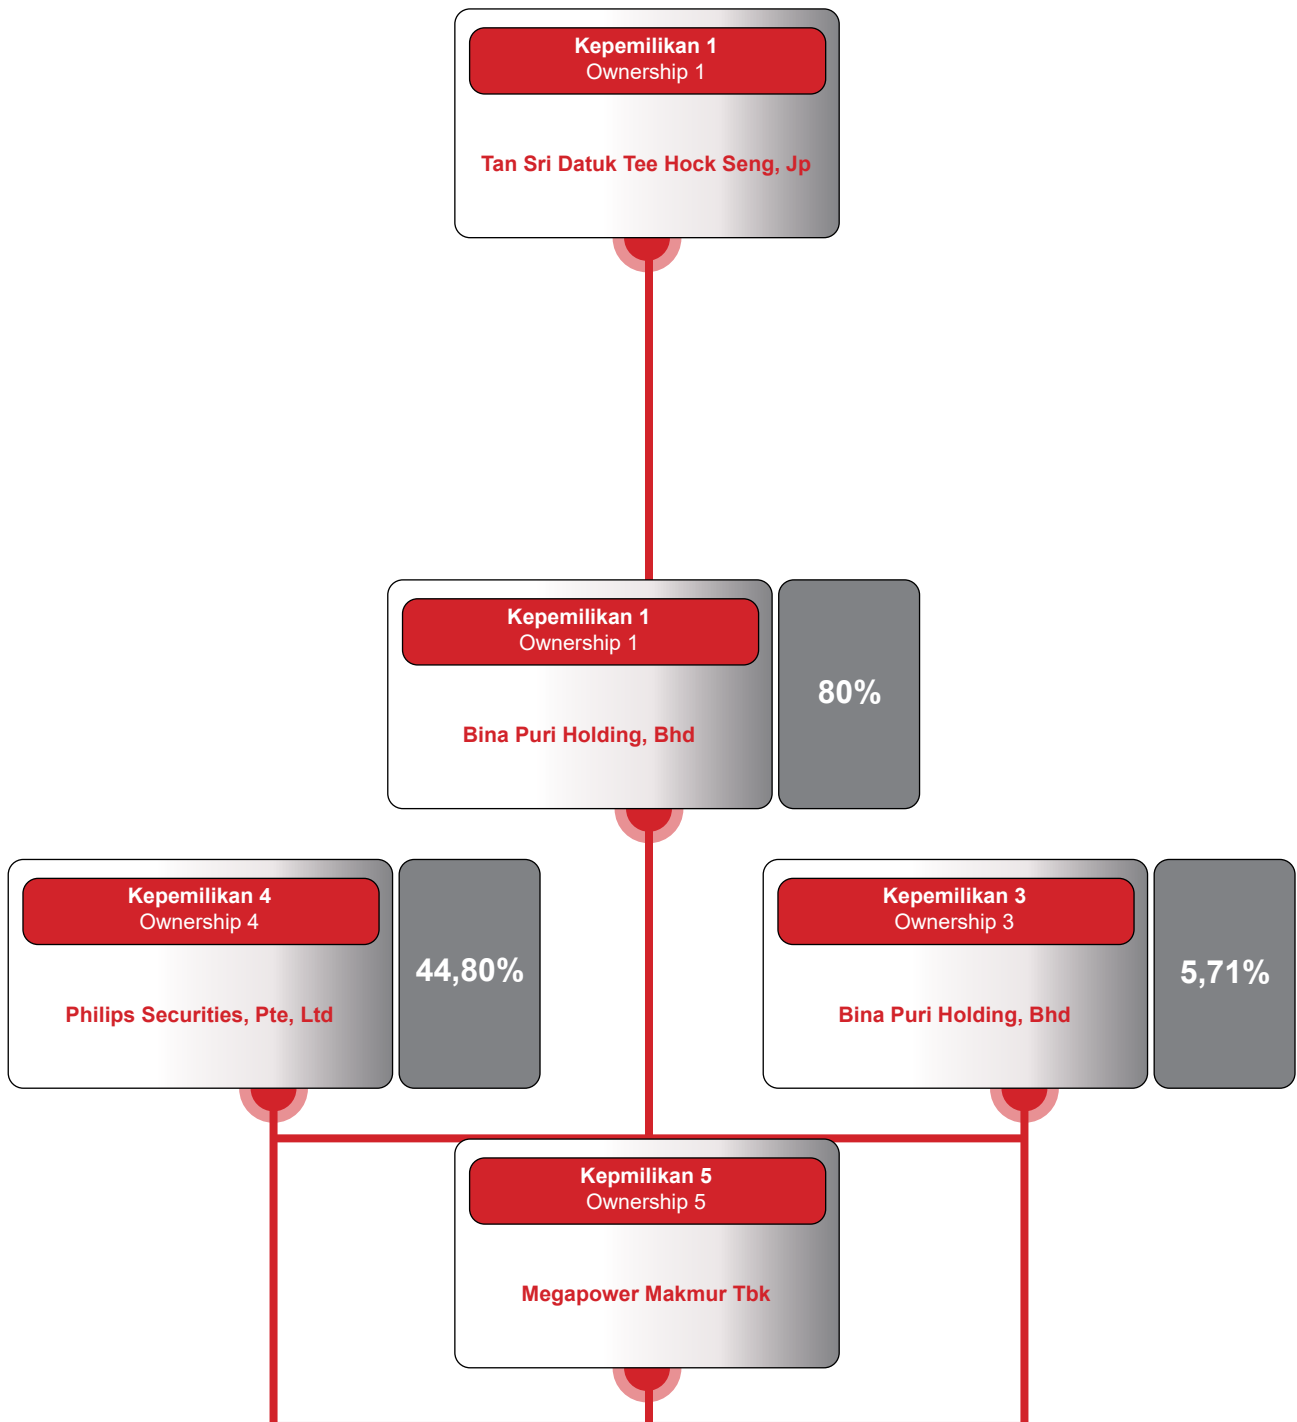 Kepemilikan 1
Ownership 1
Tan Sri Datuk Tee Hock Seng, Jp
Kepemilikan 1
Ownership 1
Bina Puri Holding, Bhd
80%
Kepemilikan 4
Ownership 4
Philips Securities, Pte, Ltd
44,80%
Kepemilikan 3
Ownership 3
Bina Puri Holding, Bhd
5,71%
Kepmilikan 5
Ownership 5
Megapower Makmur Tbk